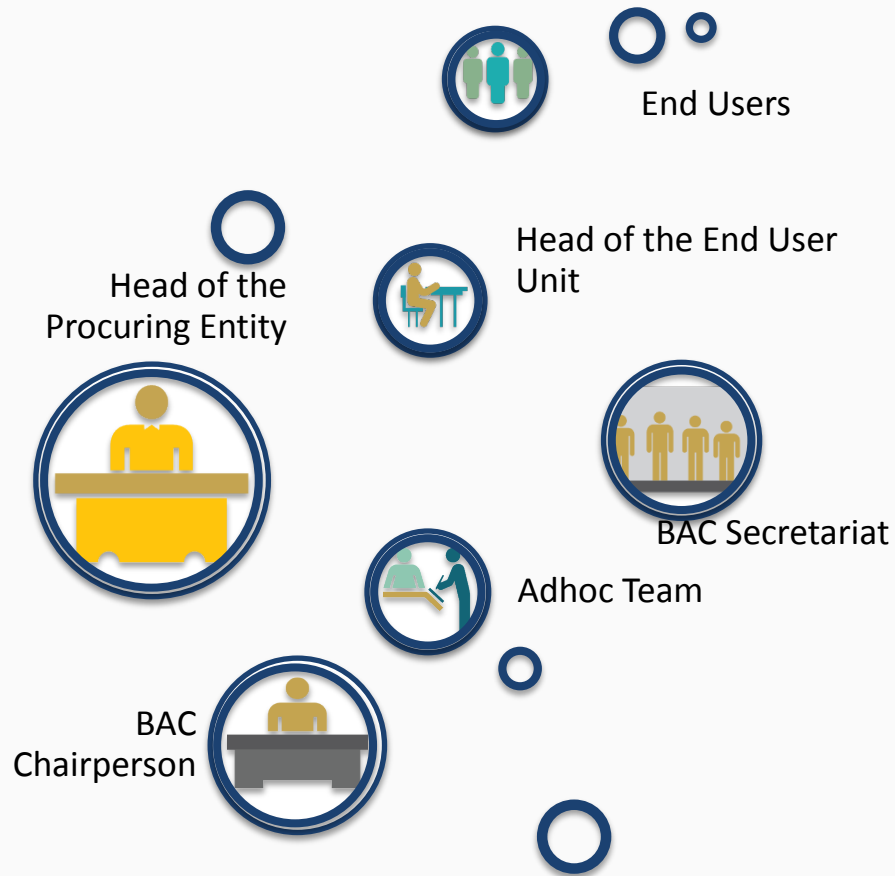 End Users
Head of the End User
Unit
Head of the
Procuring Entity
BAC Secretariat
Adhoc Team
BAC
Chairperson